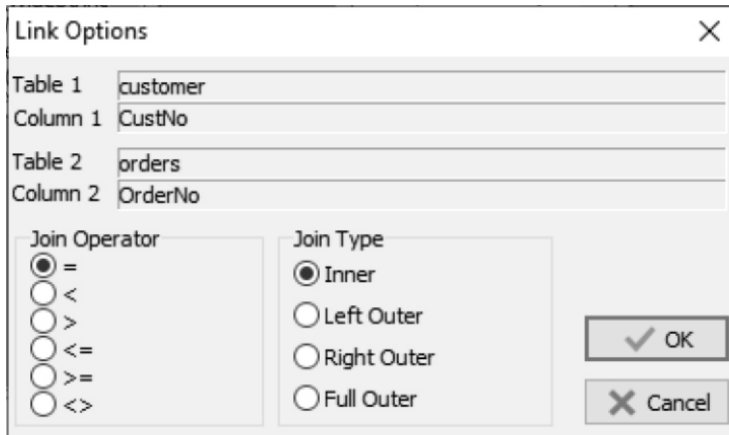 Link Options
Table 1 customer
Column 1 CustNo
Table 2 orders
Column 2 OrderNo
Join Operator
=
<
>
<=
>=
<>
Join Type
Inner
Left Outer
Right Outer
Full Outer
OK
Cancel